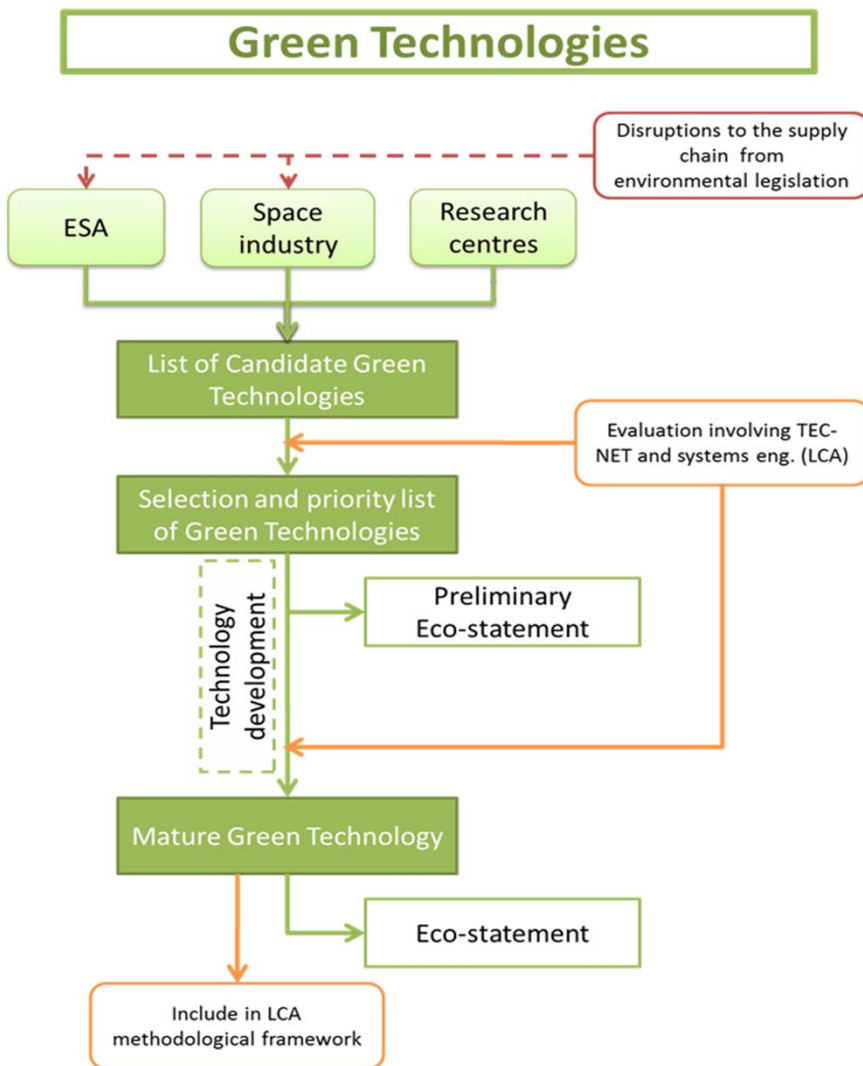 Green Technologies
Disruptions to the supply
chain from
environmental legislation
ESA
Space
industry
Research
centres
List of Candidate Green
Technologies
Evaluation involving TEC-
NET and systems eng. (LCA)
Selection and priority list
of Green Technologies
Technology
development
Preliminary
Eco-statement
Mature Green Technology
Eco-statement
Include in LCA
methodological framework